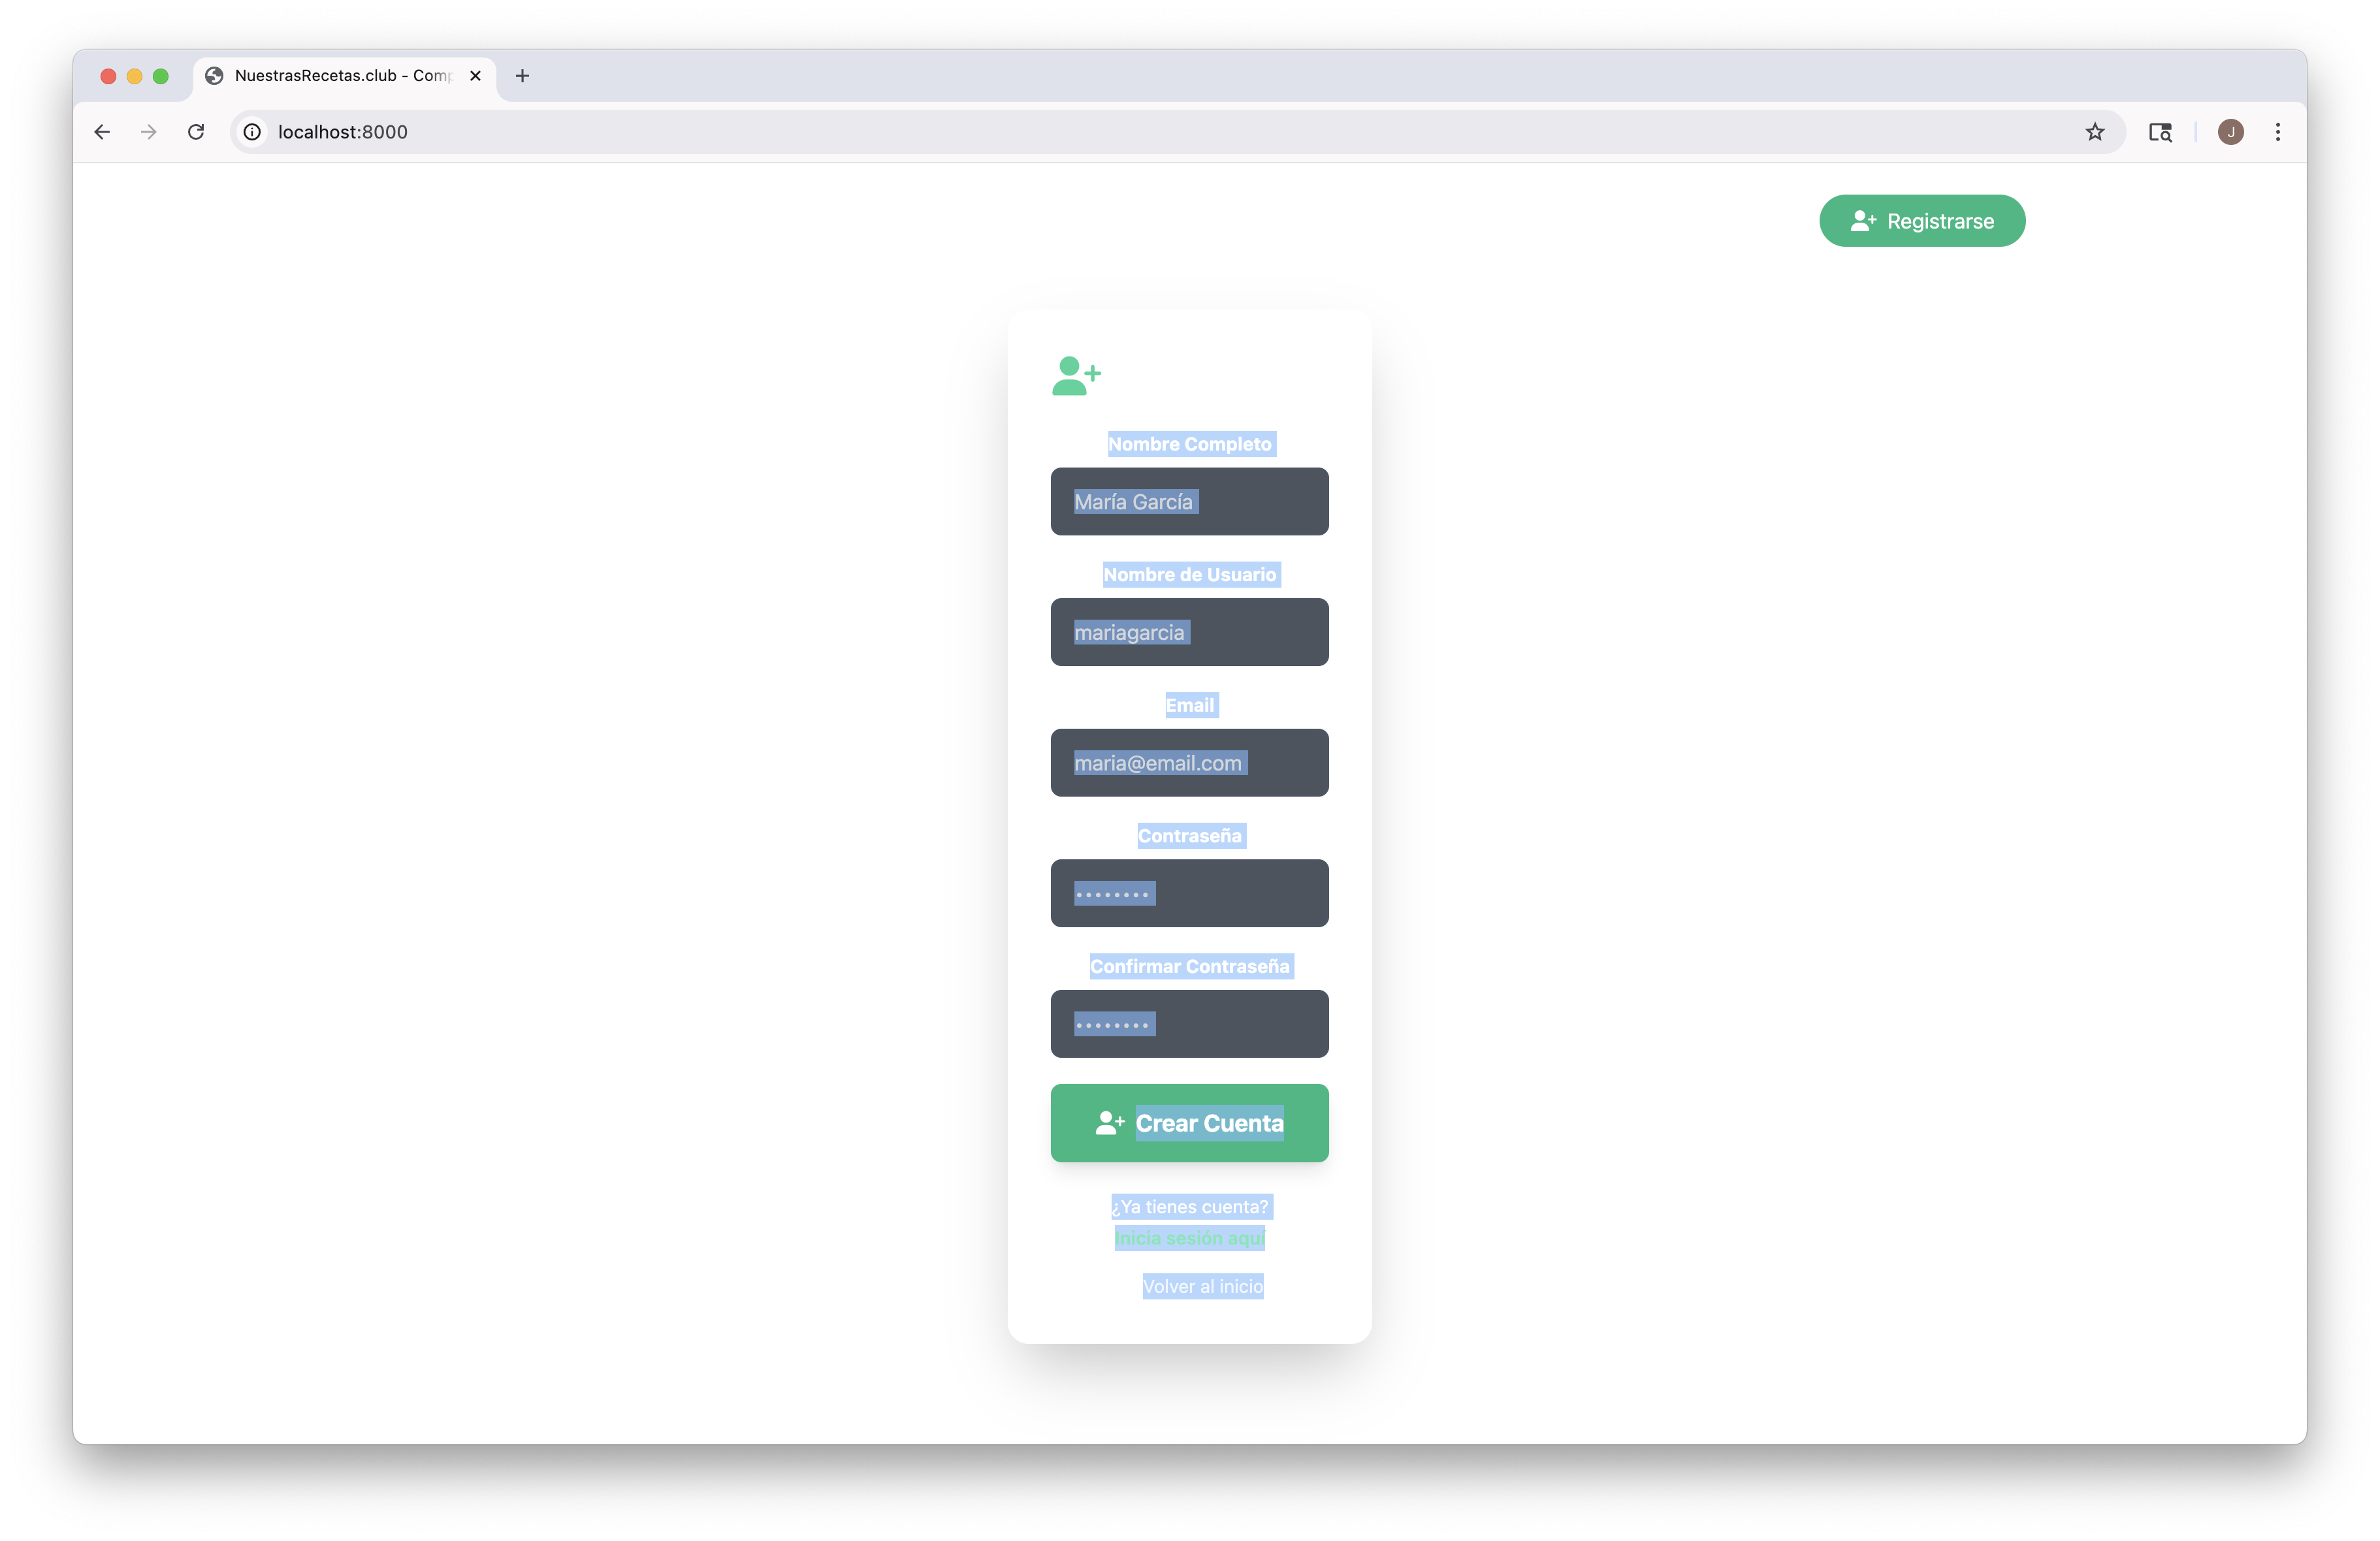 NuestrasRecetas.club - Comp
localhost:8000
J
Registrarse
Nombre Completo
María García
Nombre de Usuario
mariagarcia
Email
maria@email.com
Contraseña
••••••••
Confirmar Contraseña
••••••••
Crear Cuenta
¿Ya tienes cuenta?
Inicia sesión aquí
Volver al inicio